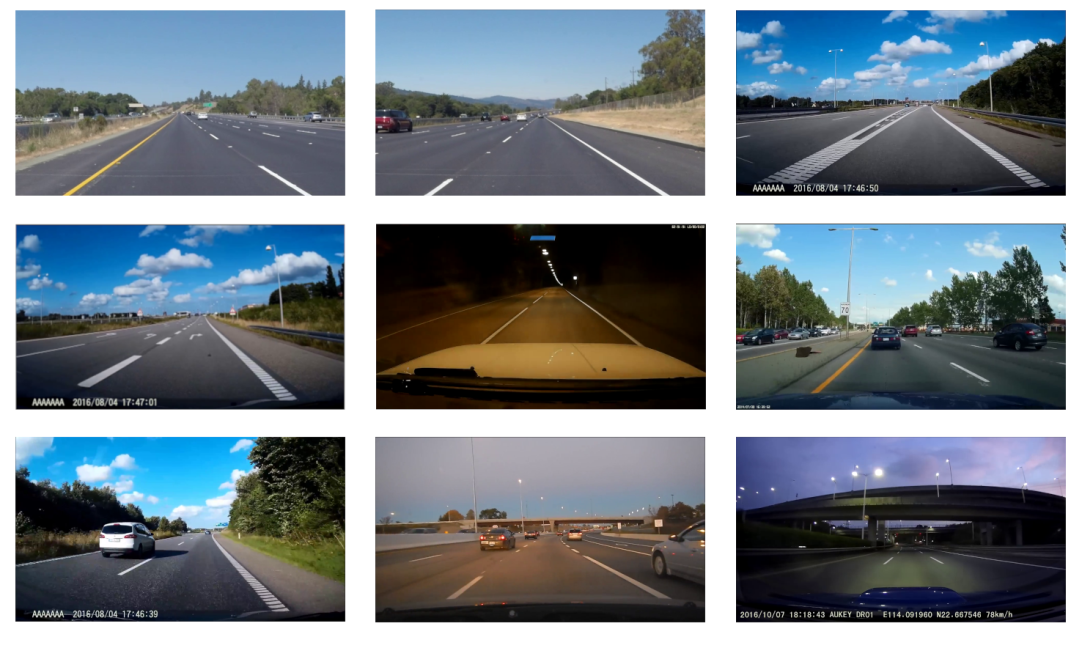 AAAAAAA 2016/08/04 17:46:50
AAAAAAA 2016/08/04 17:47:01
70
AAAAAAA 2016/08/04 17:46:39
2016/10/07 18:18:43 AUKEY DR01 E114.091960 N22.667546 78km/h